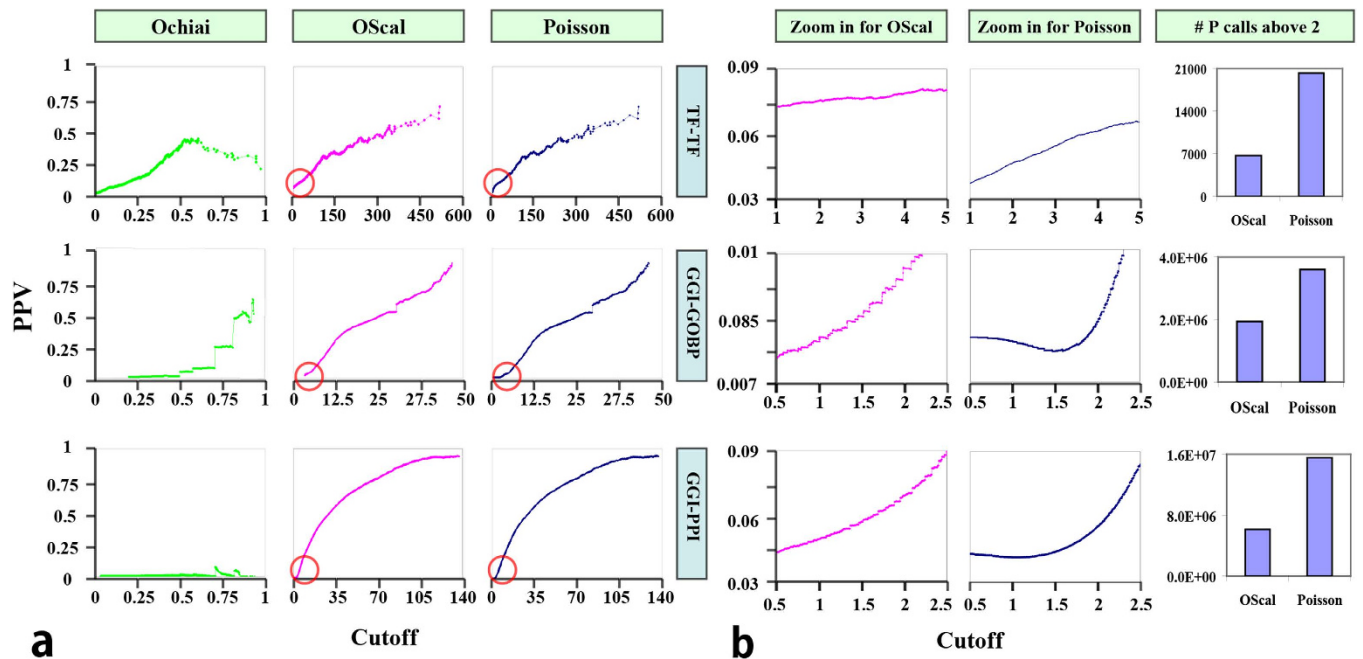 Ochiai OScal Poisson Zoom in for OScal Zoom in for Poisson # P calls above 2
1 0.75 0.5 0.25 0
0 0.25 0.5 0.75 1
0 150 300 450 600
0 150 300 450 600
TF-TF
0.09 0.06 0.03
1 2 3 4 5
1 2 3 4 5
21000 14000 7000 0
OScal Poisson
PPV
1 0.75 0.5 0.25 0
0 0.25 0.5 0.75 1
0 12.5 25 27.5 50
0 12.5 25 27.5 50
GGI-GOBP
0.01 0.085 0.007
0.5 1 1.5 2 2.5
0.5 1 1.5 2 2.5
4.0E+06 2.0E+06 0.0E+00
OScal Poisson
1 0.75 0.5 0.25 0
0 0.25 0.5 0.75 1
0 35 70 105 140
0 35 70 105 140
GGI-PPI
0.09 0.06 0.03
0.5 1 1.5 2 2.5
0.5 1 1.5 2 2.5
1.6E+07 8.0E+06 0.0E+00
OScal Poisson
a Cutoff b Cutoff